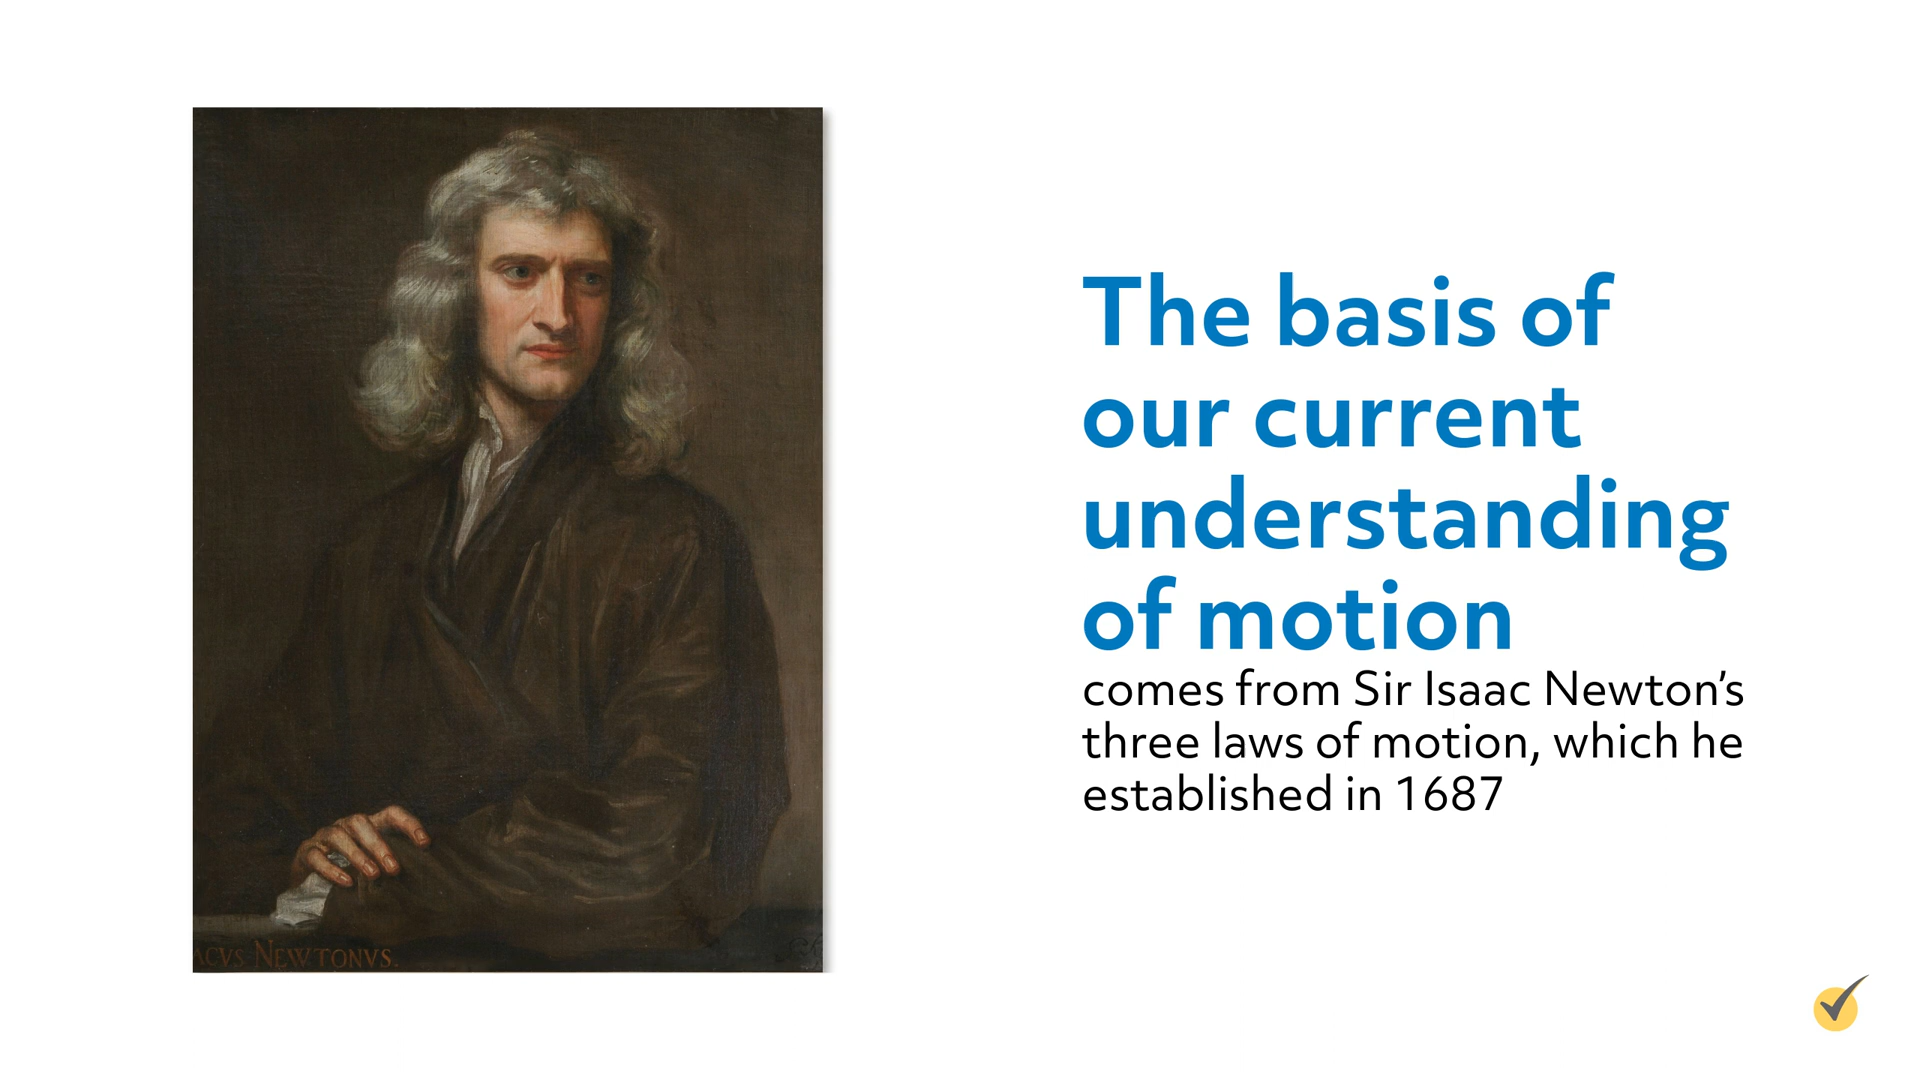 The basis of
our current
understanding
of motion
comes from Sir Isaac Newton’s
three laws of motion, which he
established in 1687
ACVS NEWTONVS.